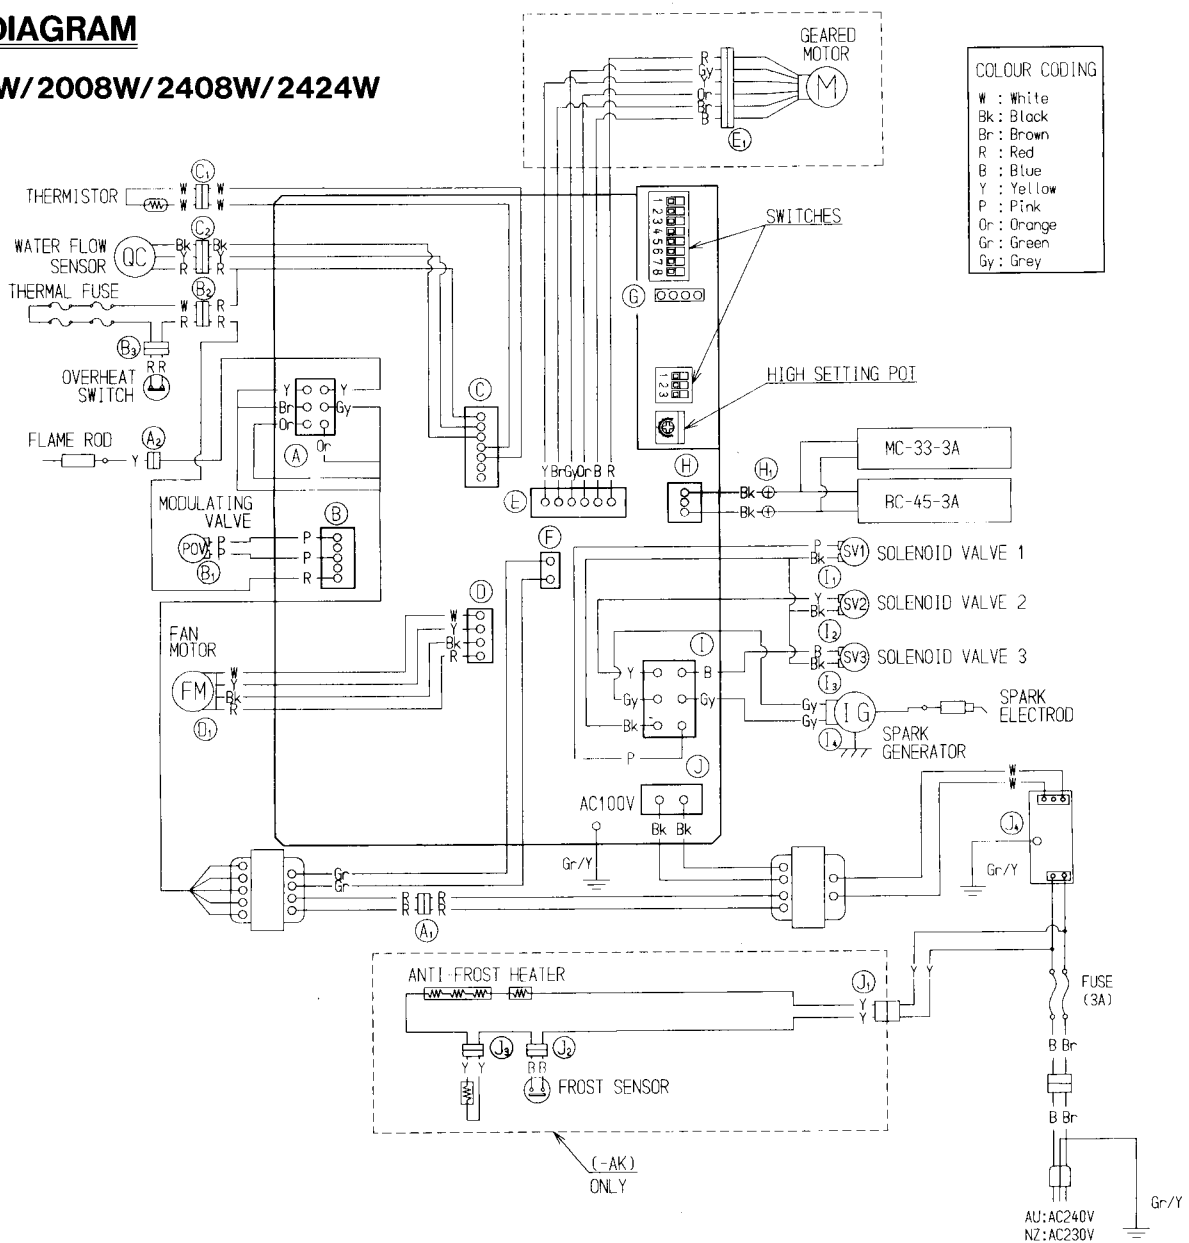 DIAGRAM
W/2008W/2408W/2424W
GEARED
MOTOR
M
R
Gy
Y
Or
Br
B
E1
COLOUR CODING
W : White
Bk : Black
Br : Brown
R : Red
B : Blue
Y : Yellow
P : Pink
Or : Orange
Gr : Green
Gy : Grey
C1
THERMISTOR
W W
W W
C2
WATER FLOW
SENSOR
QC
Bk Bk
Y Y
R R
B2
THERMAL FUSE
W R
R R
B3
R R
OVERHEAT
SWITCH
FLAME ROD
Y
A2
1 2 3 4 5 6 7 8
SWITCHES
G
1 2 3
HIGH SETTING POT
Y Y
Br Gy
Or
Or
A
C
H
H1
MC-33-3A
Bk
BC-45-3A
Bk
Y Br Gy Or B R
E
MODULATING
VALVE
POV
P
P
B1
B
P
P
R
F
P
Bk
SV1
SOLENOID VALVE 1
I1
Y
Bk
SV2
SOLENOID VALVE 2
I2
B
Bk
SV3
SOLENOID VALVE 3
I3
D
W
Y
Bk
R
FAN
MOTOR
FM
W
Y
Bk
R
D1
I
Y B
Gy Gy
Bk
P
Gy
Gy
IG
I4
SPARK
GENERATOR
SPARK
ELECTROD
J
AC100V
Bk Bk
Gr/Y
W
W
J4
Gr/Y
Gr
Gr
R R
R R
A1
ANTI-FROST HEATER
J1
Y
Y
Y Y
FUSE
(3A)
J3
J2
Y Y
B B
FROST SENSOR
B Br
B Br
(-AK)
ONLY
Gr/Y
AU:AC240V
NZ:AC230V